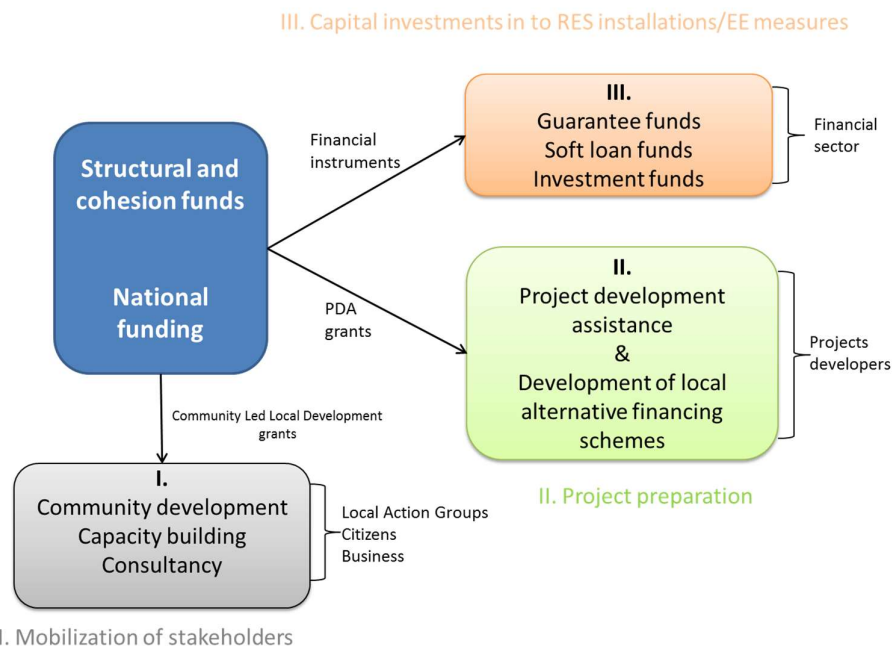 III. Capital investments in to RES installations/EE measures
Structural and
cohesion funds
National
funding
Financial
instruments
III.
Guarantee funds
Soft loan funds
Investment funds
Financial
sector
PDA
grants
II.
Project development
assistance
&
Development of local
alternative financing
schemes
Projects
developers
II. Project preparation
Community Led Local Development
grants
I.
Community development
Capacity building
Consultancy
Local Action Groups
Citizens
Business
I. Mobilization of stakeholders